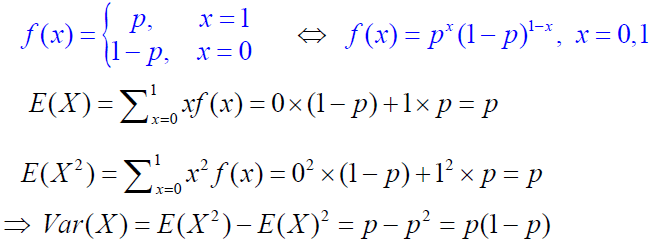 f(x) = { p, x = 1
1 − p, x = 0 ⇔ f(x) = p^x (1 − p)^{1−x}, x = 0,1
E(X) = ∑_{x=0}^{1} xf(x) = 0 × (1 − p) + 1 × p = p
E(X²) = ∑_{x=0}^{1} x² f(x) = 0² × (1 − p) + 1² × p = p
⇒ Var(X) = E(X²) − E(X)² = p − p² = p(1 − p)